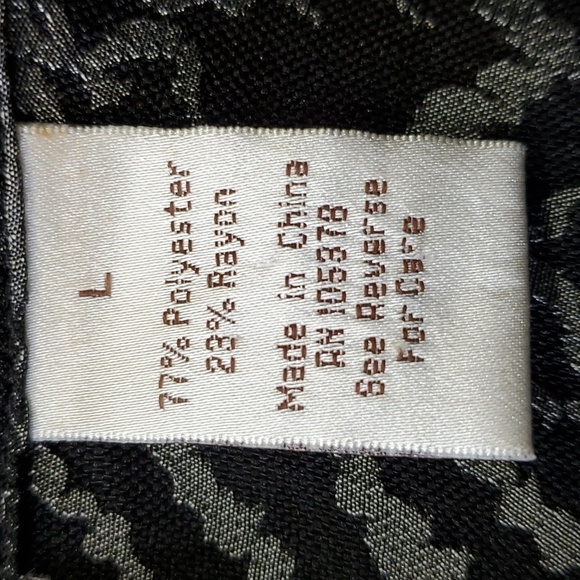 L
77% Polyester
23% Rayon
Made in China
RN 105378
See Reverse
For Care